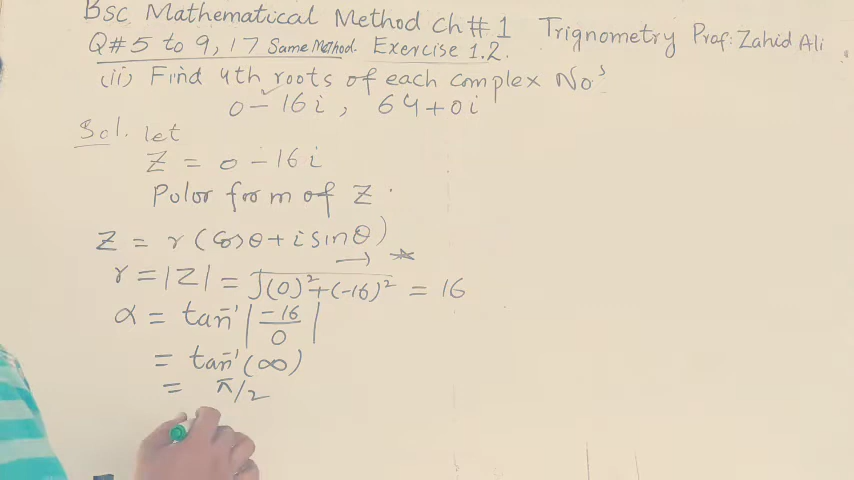 Bsc Mathematical Method Ch # 1 Trignometry Prof: Zahid Ali
Q#5 to 9, 17 Same Method. Exercise 1.2.
(ii) Find 4th roots of each complex No's
0 - 16i , 64 + 0i
Sol. let
Z = 0 - 16i
Polor form of Z.
Z = r (Cosθ + i sinθ) → *
r = |Z| = √(0)² + (-16)² = 16
α = tan⁻¹ |-16/0|
= tan⁻¹ (∞)
= π/2